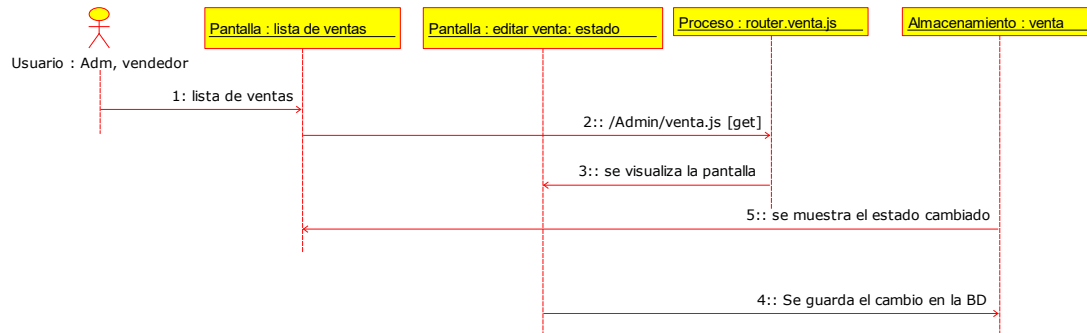 Pantalla : lista de ventas
Pantalla : editar venta: estado
Proceso : router.venta.js
Almacenamiento : venta
Usuario : Adm, vendedor
1: lista de ventas
2:: /Admin/venta.js [get]
3:: se visualiza la pantalla
5:: se muestra el estado cambiado
4:: Se guarda el cambio en la BD